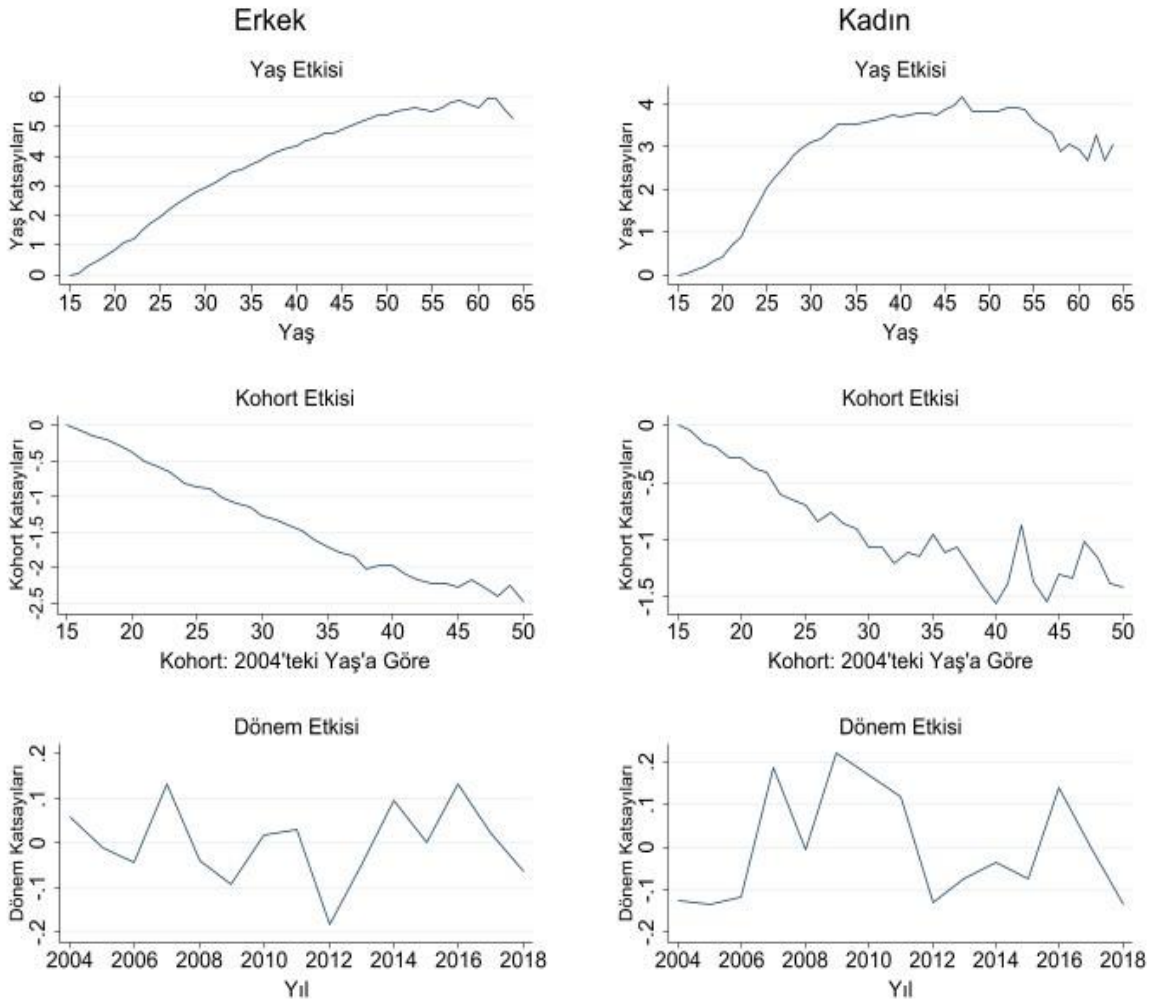 Erkek
Kadın
Yaş Etkisi
Yaş Katsayıları
6
5
4
3
2
1
0
15 20 25 30 35 40 45 50 55 60 65
Yaş
Yaş Etkisi
Yaş Katsayıları
4
3
2
1
0
15 20 25 30 35 40 45 50 55 60 65
Yaş
Kohort Etkisi
Kohort Katsayıları
0
-.5
-1
-1.5
-2
-2.5
15 20 25 30 35 40 45 50
Kohort: 2004'teki Yaş'a Göre
Kohort Etkisi
Kohort Katsayıları
0
-.5
-1
-1.5
15 20 25 30 35 40 45 50
Kohort: 2004'teki Yaş'a Göre
Dönem Etkisi
Dönem Katsayıları
.2
.1
0
-.1
-.2
2004 2006 2008 2010 2012 2014 2016 2018
Yıl
Dönem Etkisi
Dönem Katsayıları
.2
.1
0
-.1
-.2
2004 2006 2008 2010 2012 2014 2016 2018
Yıl